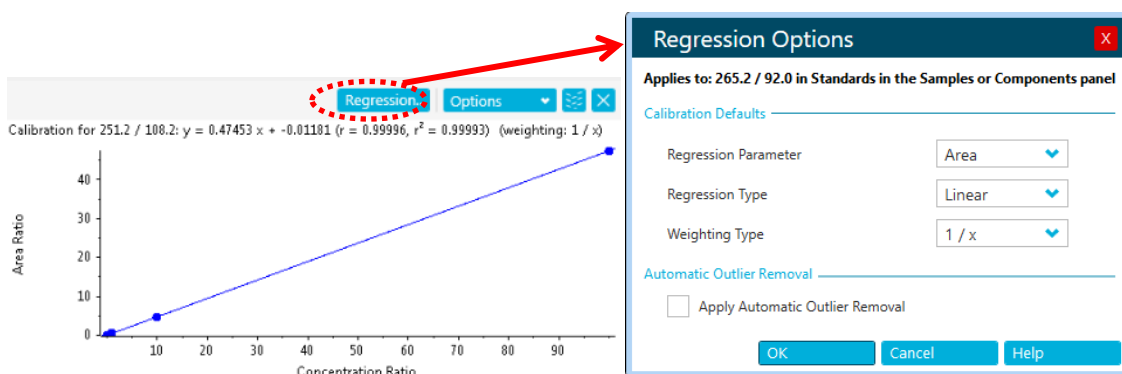 Regression...
Options
Calibration for 251.2 / 108.2: y = 0.47453 x + -0.01181 (r = 0.99996, r² = 0.99993) (weighting: 1 / x)
Area Ratio
40
30
20
10
0
10 20 30 40 50 60 70 80 90
Concentration Ratio
Regression Options
X
Applies to: 265.2 / 92.0 in Standards in the Samples or Components panel
Calibration Defaults
Regression Parameter Area
Regression Type Linear
Weighting Type 1 / x
Automatic Outlier Removal
Apply Automatic Outlier Removal
OK Cancel Help